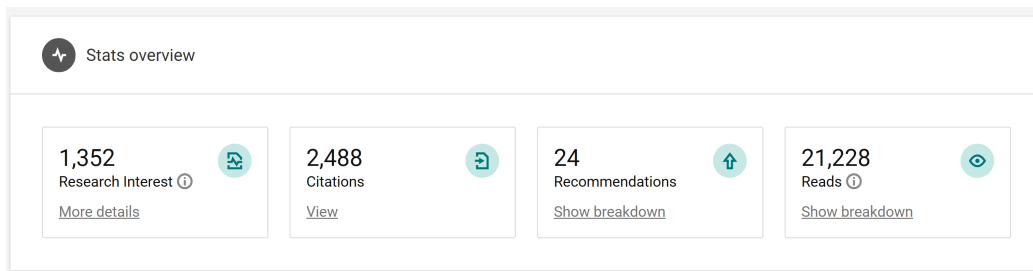 Stats overview
1,352
Research Interest
More details
2,488
Citations
View
24
Recommendations
Show breakdown
21,228
Reads
Show breakdown